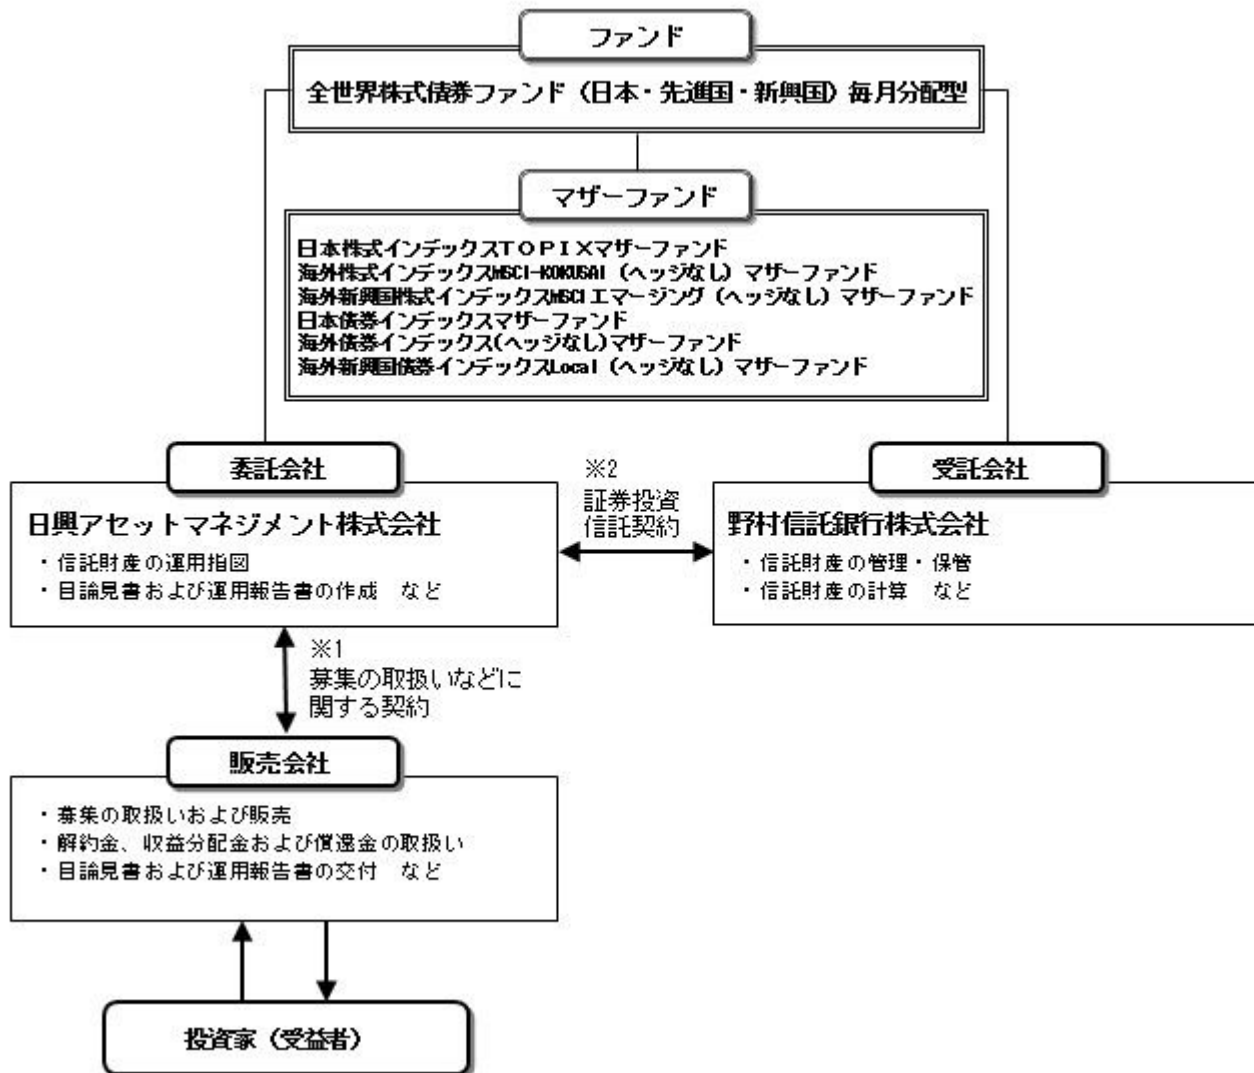 ファンド
全世界株式債券ファンド（日本・先進国・新興国）毎月分配型
マザーファンド
日本株式インデックスＴＯＰＩＸマザーファンド
海外株式インデックスMSCI-KOKUSAI（ヘッジなし）マザーファンド
海外新興国株式インデックスMSCIエマージング（ヘッジなし）マザーファンド
日本債券インデックスマザーファンド
海外債券インデックス(ヘッジなし)マザーファンド
海外新興国債券インデックスLocal（ヘッジなし）マザーファンド
委託会社
日興アセットマネジメント株式会社
・信託財産の運用指図
・目論見書および運用報告書の作成　など
※2
証券投資
信託契約
受託会社
野村信託銀行株式会社
・信託財産の管理・保管
・信託財産の計算　など
※1
募集の取扱いなどに
関する契約
販売会社
・募集の取扱いおよび販売
・解約金、収益分配金および償還金の取扱い
・目論見書および運用報告書の交付　など
投資家（受益者）